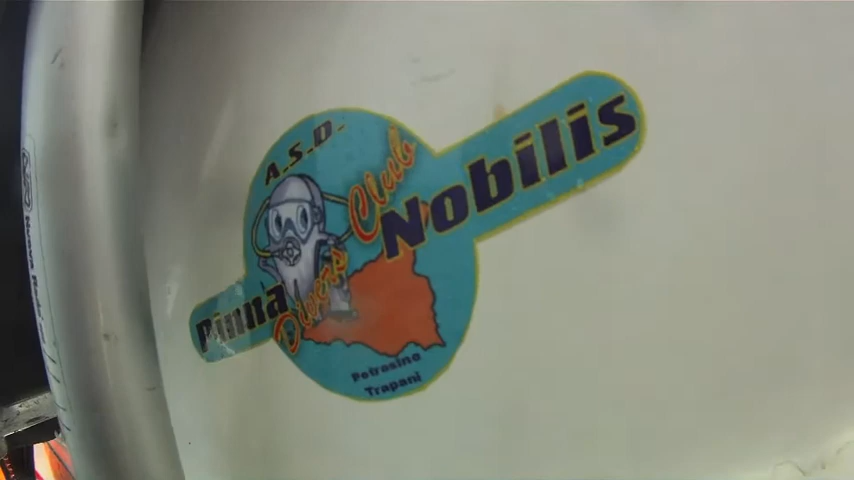 A.S.D.
Pinna Nobilis
Divers Club
Petrosino
Trapani